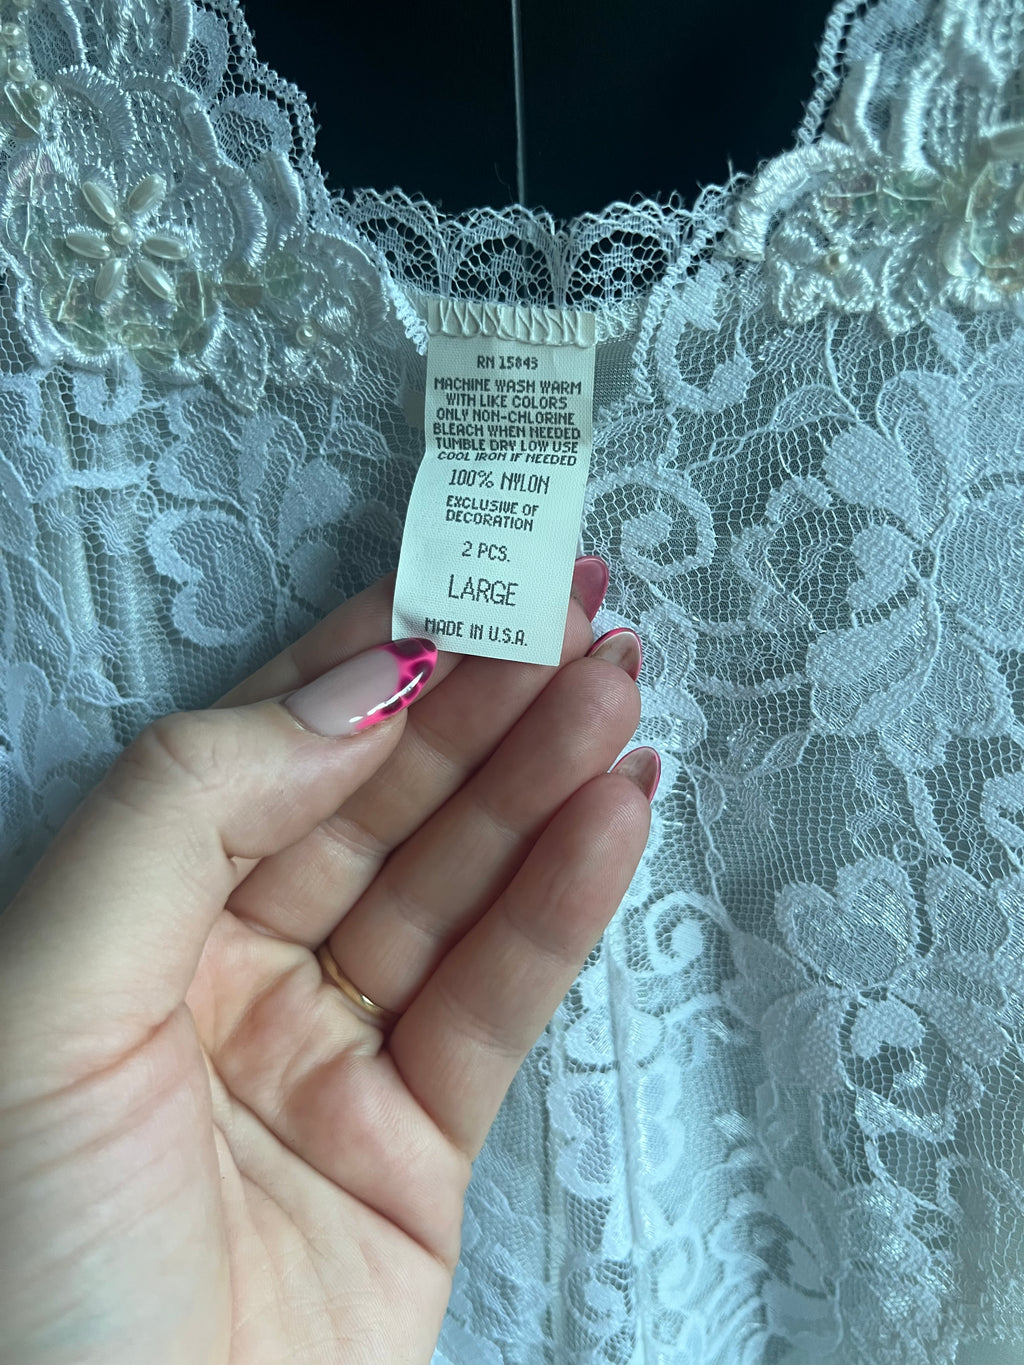 RN 15843
MACHINE WASH WARM
WITH LIKE COLORS
ONLY NON-CHLORINE
BLEACH WHEN NEEDED
TUMBLE DRY LOW USE
COOL IRON IF NEEDED
100% NYLON
EXCLUSIVE OF
DECORATION
2 PCS.
LARGE
MADE IN U.S.A.